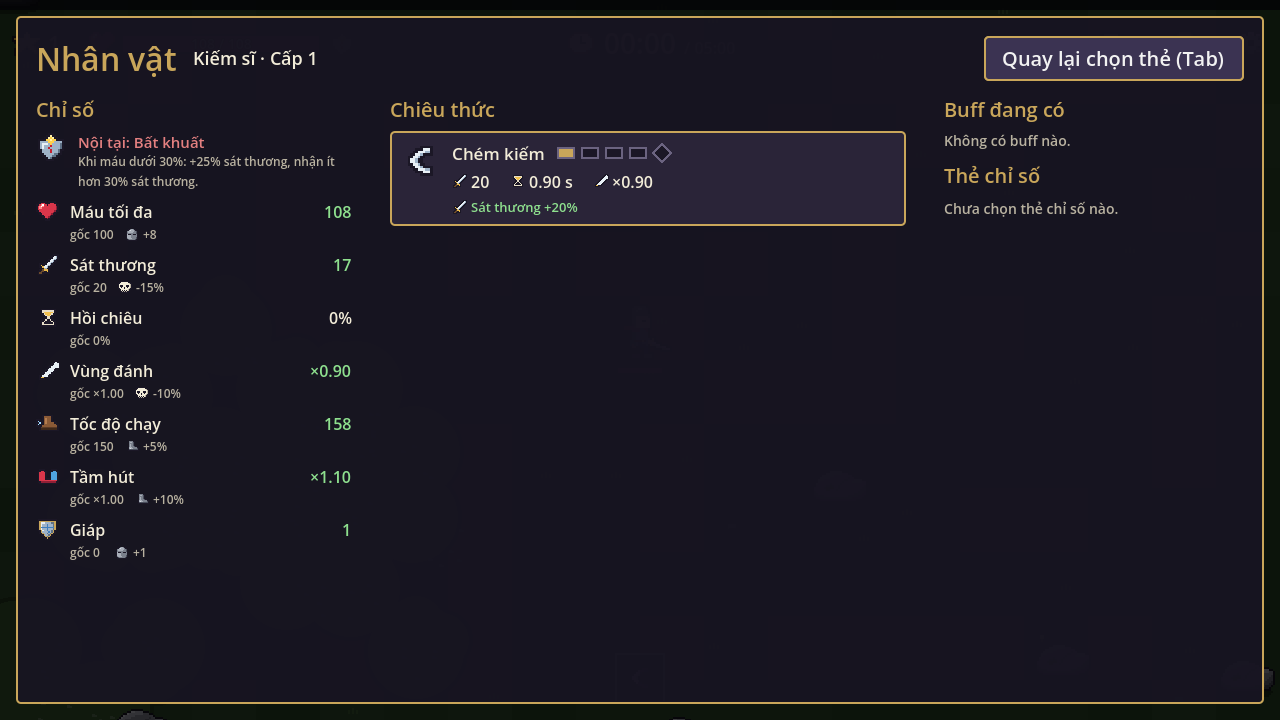 Nhân vật
Kiếm sĩ · Cấp 1
Quay lại chọn thẻ (Tab)
Chỉ số
Nội tại: Bất khuất
Khi máu dưới 30%: +25% sát thương, nhận ít
hơn 30% sát thương.
Máu tối đa 108
gốc 100 +8
Sát thương 17
gốc 20 -15%
Hồi chiêu 0%
gốc 0%
Vùng đánh ×0.90
gốc ×1.00 -10%
Tốc độ chạy 158
gốc 150 +5%
Tầm hút ×1.10
gốc ×1.00 +10%
Giáp 1
gốc 0 +1
Chiêu thức
Chém kiếm
20 0.90 s ×0.90
Sát thương +20%
Buff đang có
Không có buff nào.
Thẻ chỉ số
Chưa chọn thẻ chỉ số nào.